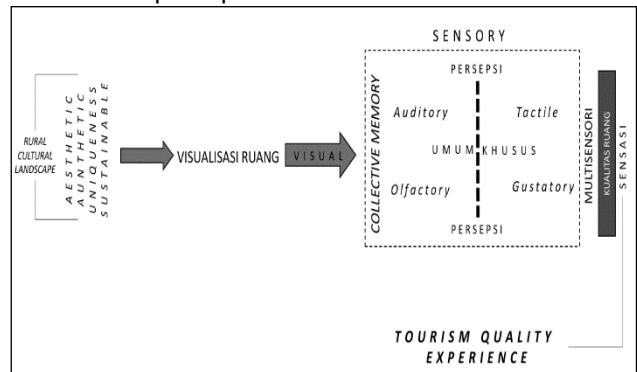 SENSORY
PERSEPSI
RURAL
CULTURAL
LANDSCAPE
AESTHETIC
AUNTHETIC
UNIQUENESS
SUSTAINABLE
VISUALISASI RUANG
VISUAL
COLLECTIVE MEMORY
Auditory
Tactile
UMUM KHUSUS
Olfactory
Gustatory
PERSEPSI
MULTISENSORI
KUALITAS RUANG
SENSASI
TOURISM QUALITY
EXPERIENCE